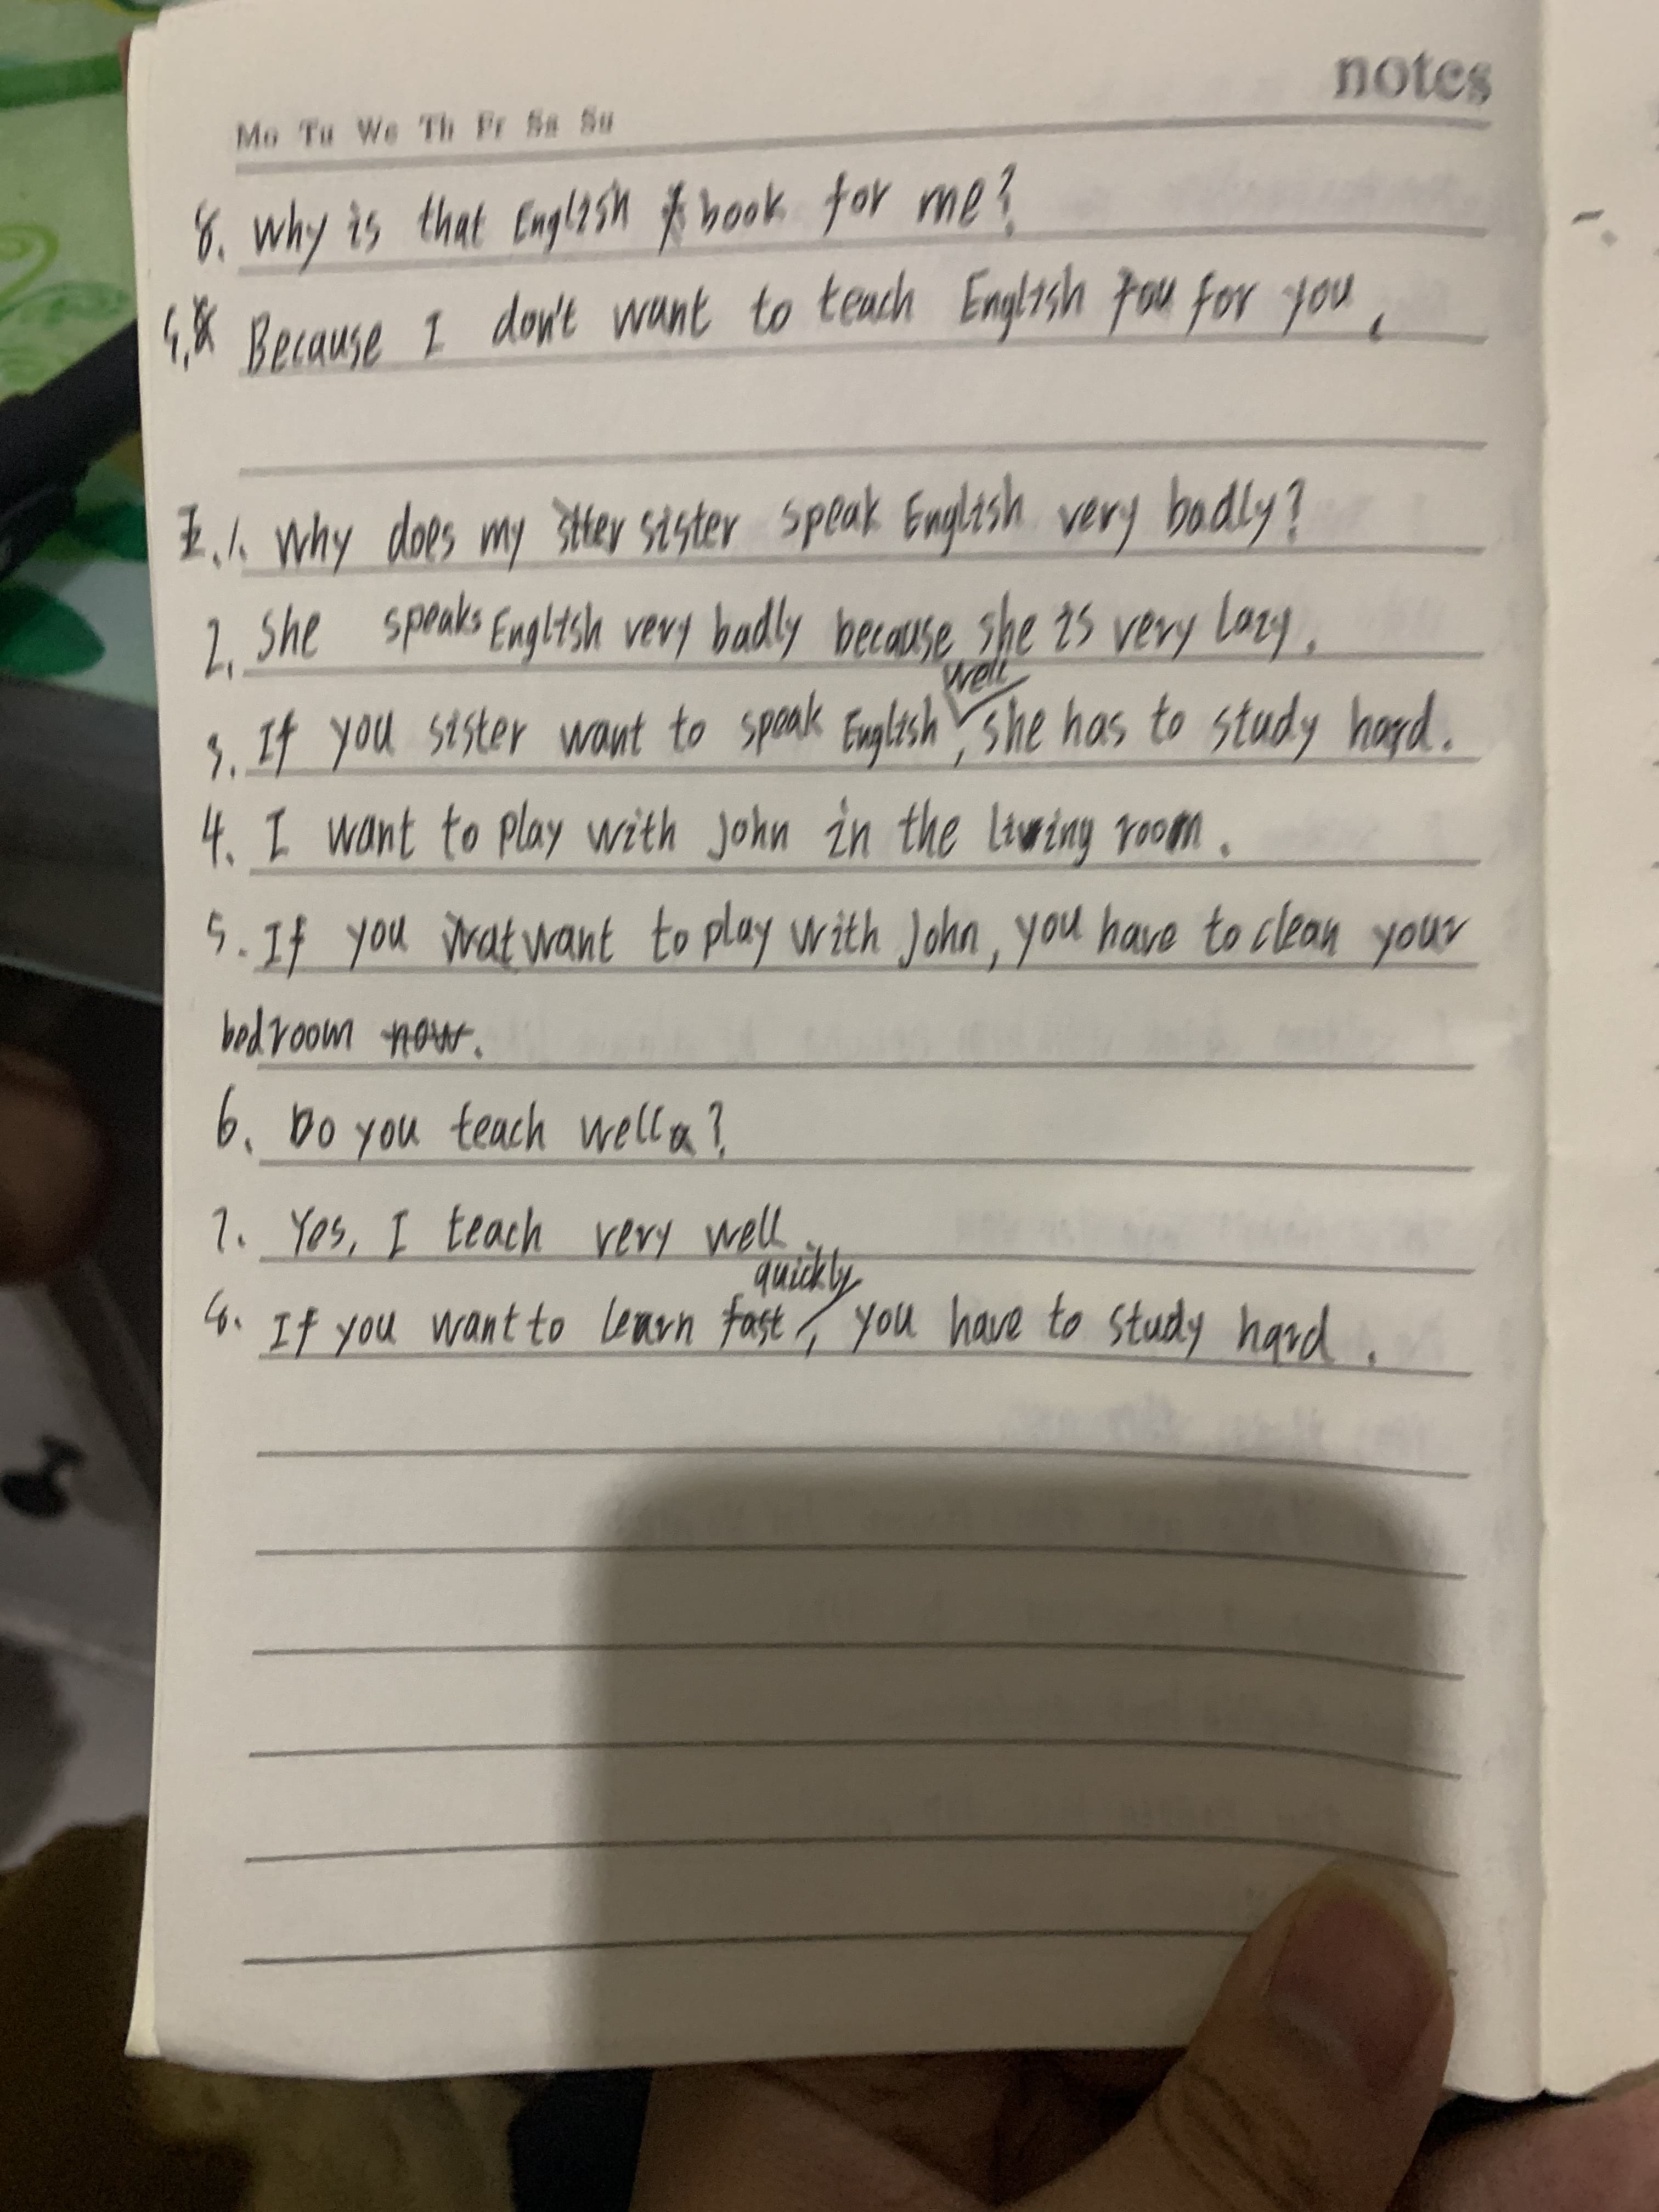 notes
Mo Tu We Th Fr Sa Su
8. Why is that English book for me?
9. Because I don't want to teach English for you.
I. 1. Why does my sister speak English very badly?
2. She speaks English very badly because she is very lazy.
well
3. If you sister want to speak English, she has to study hard.
4. I want to play with John in the living room.
5. If you want to play with John, you have to clean your
bedroom now.
6. Do you teach well?
7. Yes, I teach very well.
quickly
8. If you want to learn fast, you have to study hard.